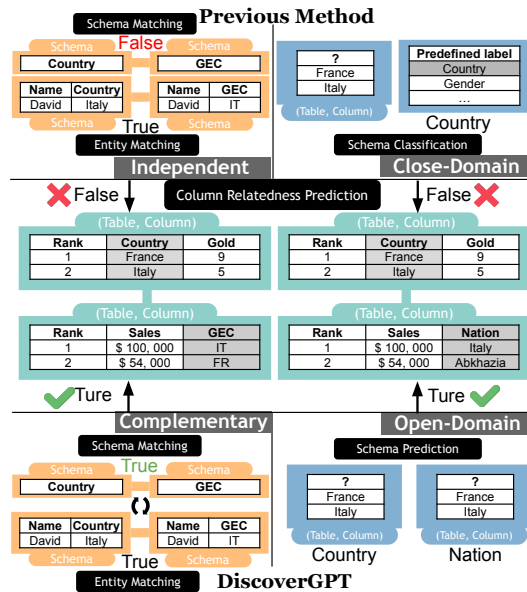 Previous Method
Schema Matching
Schema False Schema
Country GEC
Name Country Name GEC
David Italy David IT
Schema True Schema
Entity Matching
Independent
?
France
Italy
(Table, Column)
Predefined label
Country
Gender
...
Country
Schema Classification
Close-Domain
False
Column Relatedness Prediction
False
(Table, Column)
Rank Country Gold
1 France 9
2 Italy 5
(Table, Column)
Rank Sales GEC
1 $ 100, 000 IT
2 $ 54, 000 FR
(Table, Column)
Rank Country Gold
1 France 9
2 Italy 5
(Table, Column)
Rank Sales Nation
1 $ 100, 000 Italy
2 $ 54, 000 Abkhazia
Ture
Ture
Complementary
Schema Matching
Schema True Schema
Country GEC
Name Country Name GEC
David Italy David IT
Schema True Schema
Entity Matching
Open-Domain
Schema Prediction
?
France
Italy
(Table, Column)
Country
?
France
Italy
(Table, Column)
Nation
DiscoverGPT